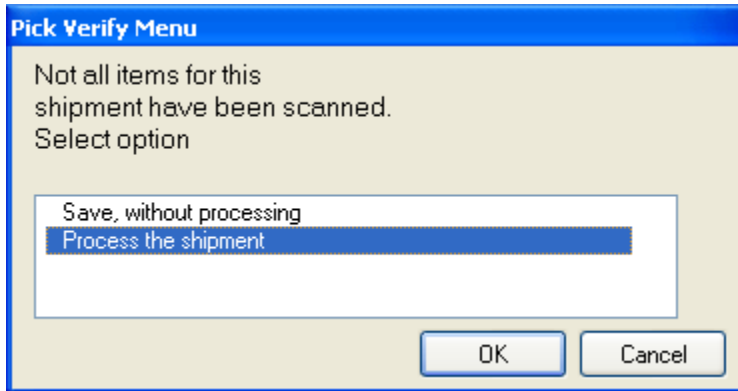 Pick Verify Menu
Not all items for this
shipment have been scanned.
Select option
Save, without processing
Process the shipment
OK
Cancel